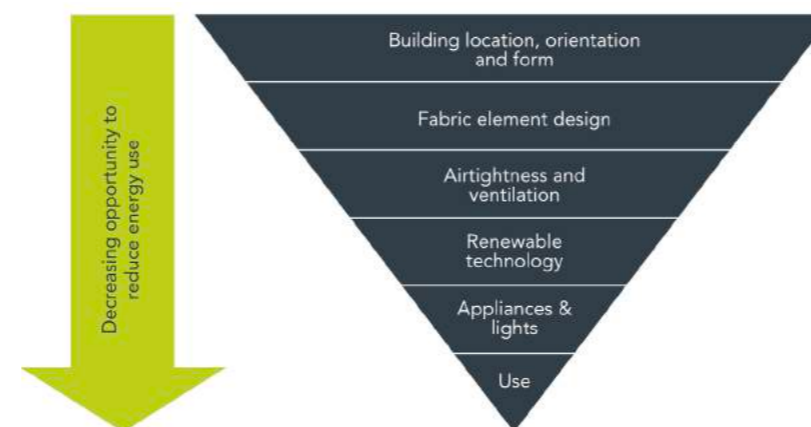 Decreasing opportunity to
reduce energy use
Building location, orientation
and form
Fabric element design
Airtightness and
ventilation
Renewable
technology
Appliances &
lights
Use